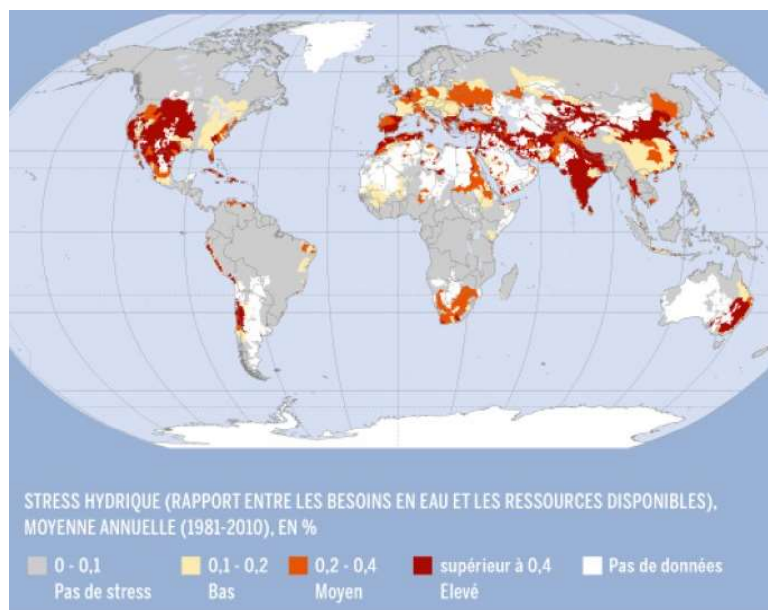 STRESS HYDRIQUE (RAPPORT ENTRE LES BESOINS EN EAU ET LES RESSOURCES DISPONIBLES),
MOYENNE ANNUELLE (1981-2010), EN %
0 - 0,1 0,1 - 0,2 0,2 - 0,4 supérieur à 0,4 Pas de données
Pas de stress Bas Moyen Elevé